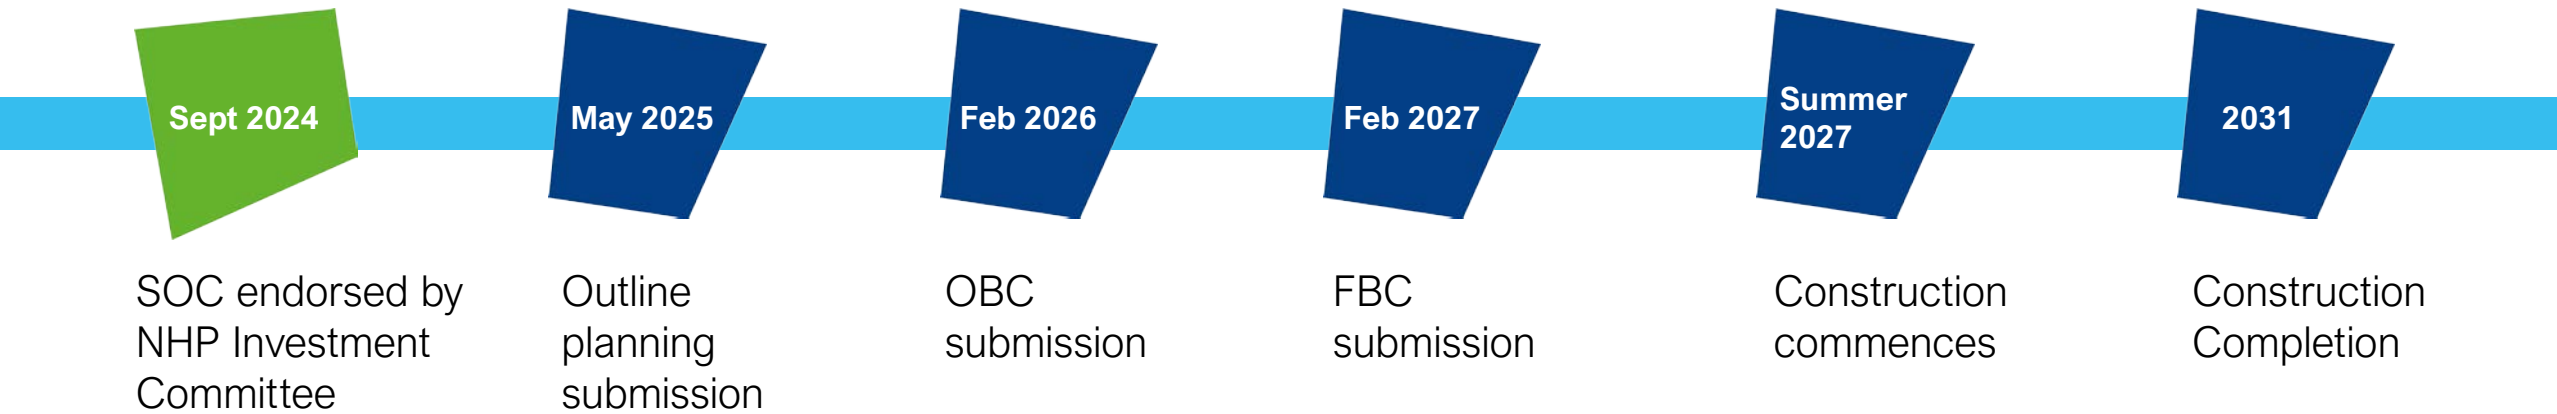 Sept 2024
SOC endorsed by
NHP Investment
Committee
May 2025
Outline
planning
submission
Feb 2026
OBC
submission
Feb 2027
FBC
submission
Summer
2027
Construction
commences
2031
Construction
Completion